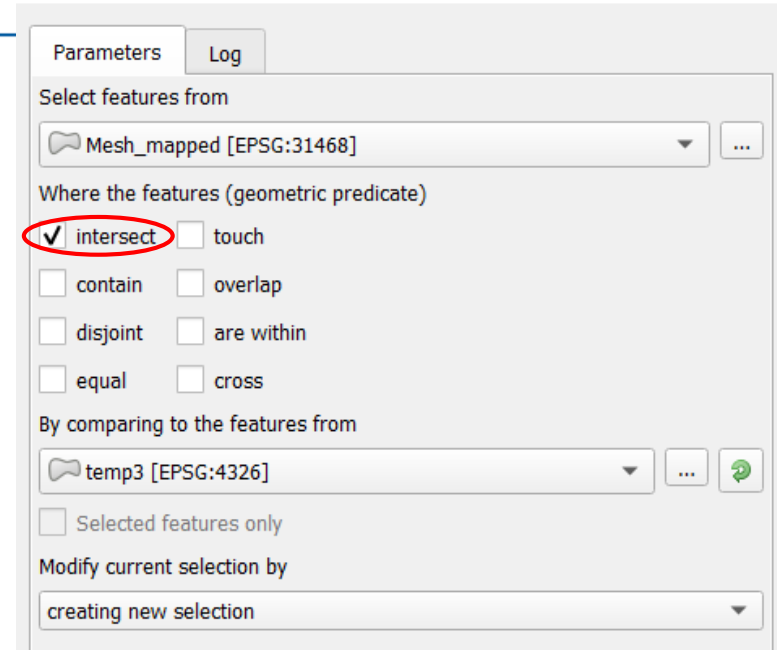 Parameters Log
Select features from
Mesh_mapped [EPSG:31468] ...
Where the features (geometric predicate)
intersect touch
contain overlap
disjoint are within
equal cross
By comparing to the features from
temp3 [EPSG:4326] ...
Selected features only
Modify current selection by
creating new selection